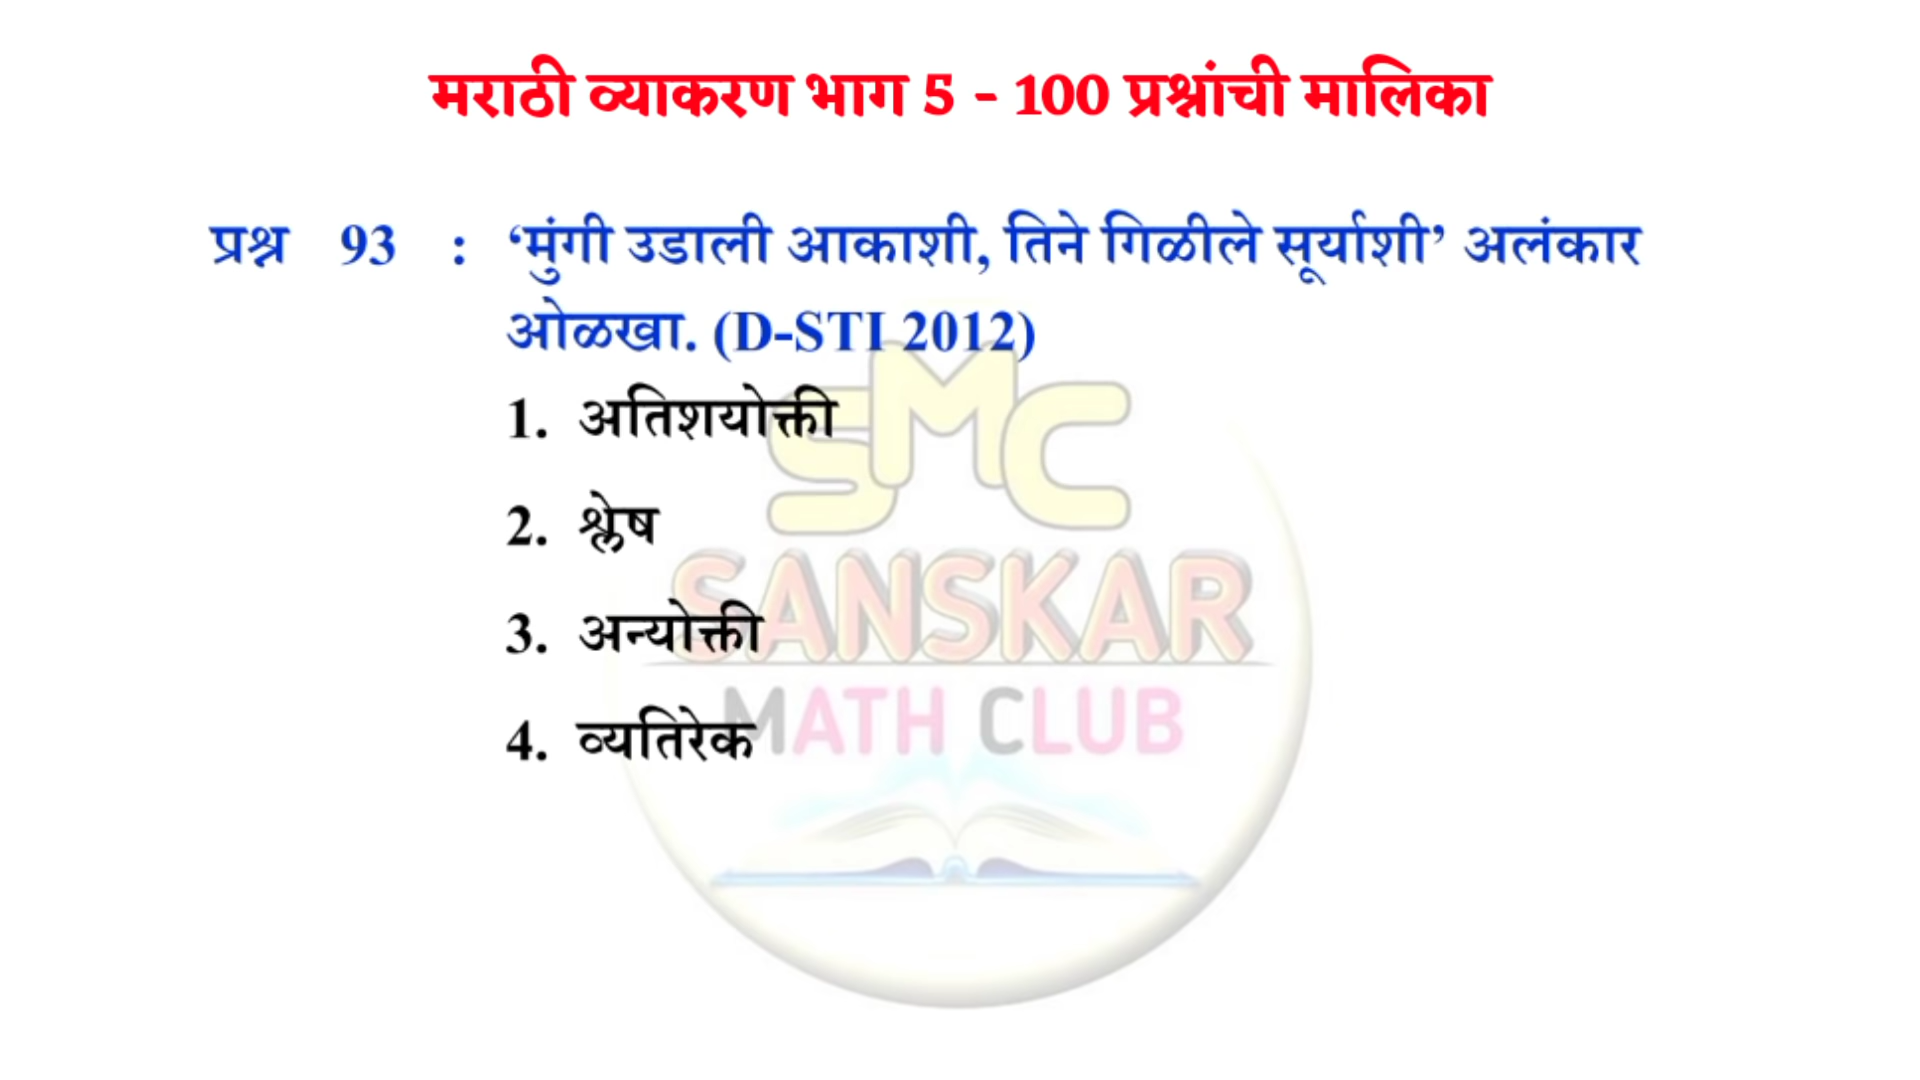 मराठी व्याकरण भाग 5 - 100 प्रश्नांची मालिका
प्रश्न 93 : ‘मुंगी उडाली आकाशी, तिने गिळीले सूर्याशी’ अलंकार
ओळखा. (D-STI 2012)
1. अतिशयोक्ती
2. श्लेष
3. अन्योक्ती
4. व्यतिरेक
SMC
SANSKAR
MATH CLUB